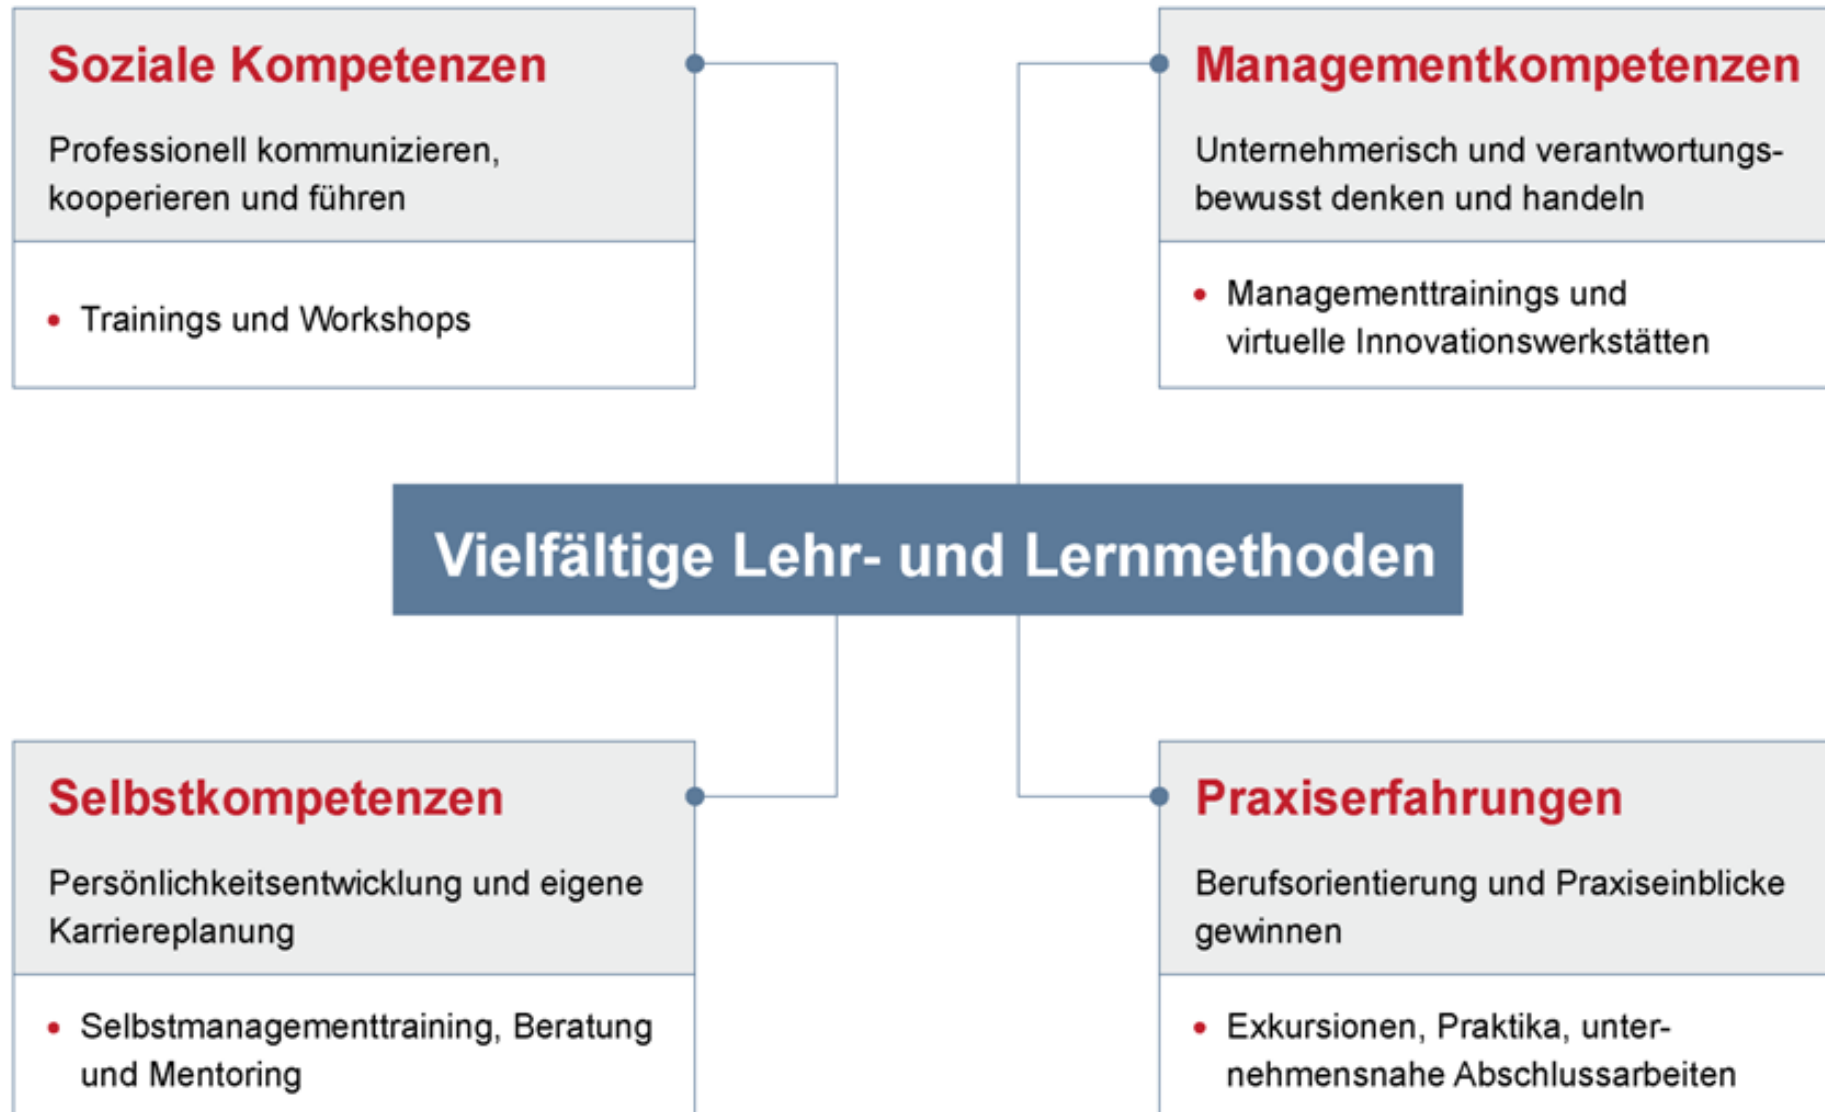 Soziale Kompetenzen
Professionell kommunizieren,
kooperieren und führen
• Trainings und Workshops
Managementkompetenzen
Unternehmerisch und verantwortungs-
bewusst denken und handeln
• Managementtrainings und
virtuelle Innovationswerkstätten
Vielfältige Lehr- und Lernmethoden
Selbstkompetenzen
Persönlichkeitsentwicklung und eigene
Karriereplanung
• Selbstmanagementtraining, Beratung
und Mentoring
Praxiserfahrungen
Berufsorientierung und Praxiseinblicke
gewinnen
• Exkursionen, Praktika, unter-
nehmensnahe Abschlussarbeiten